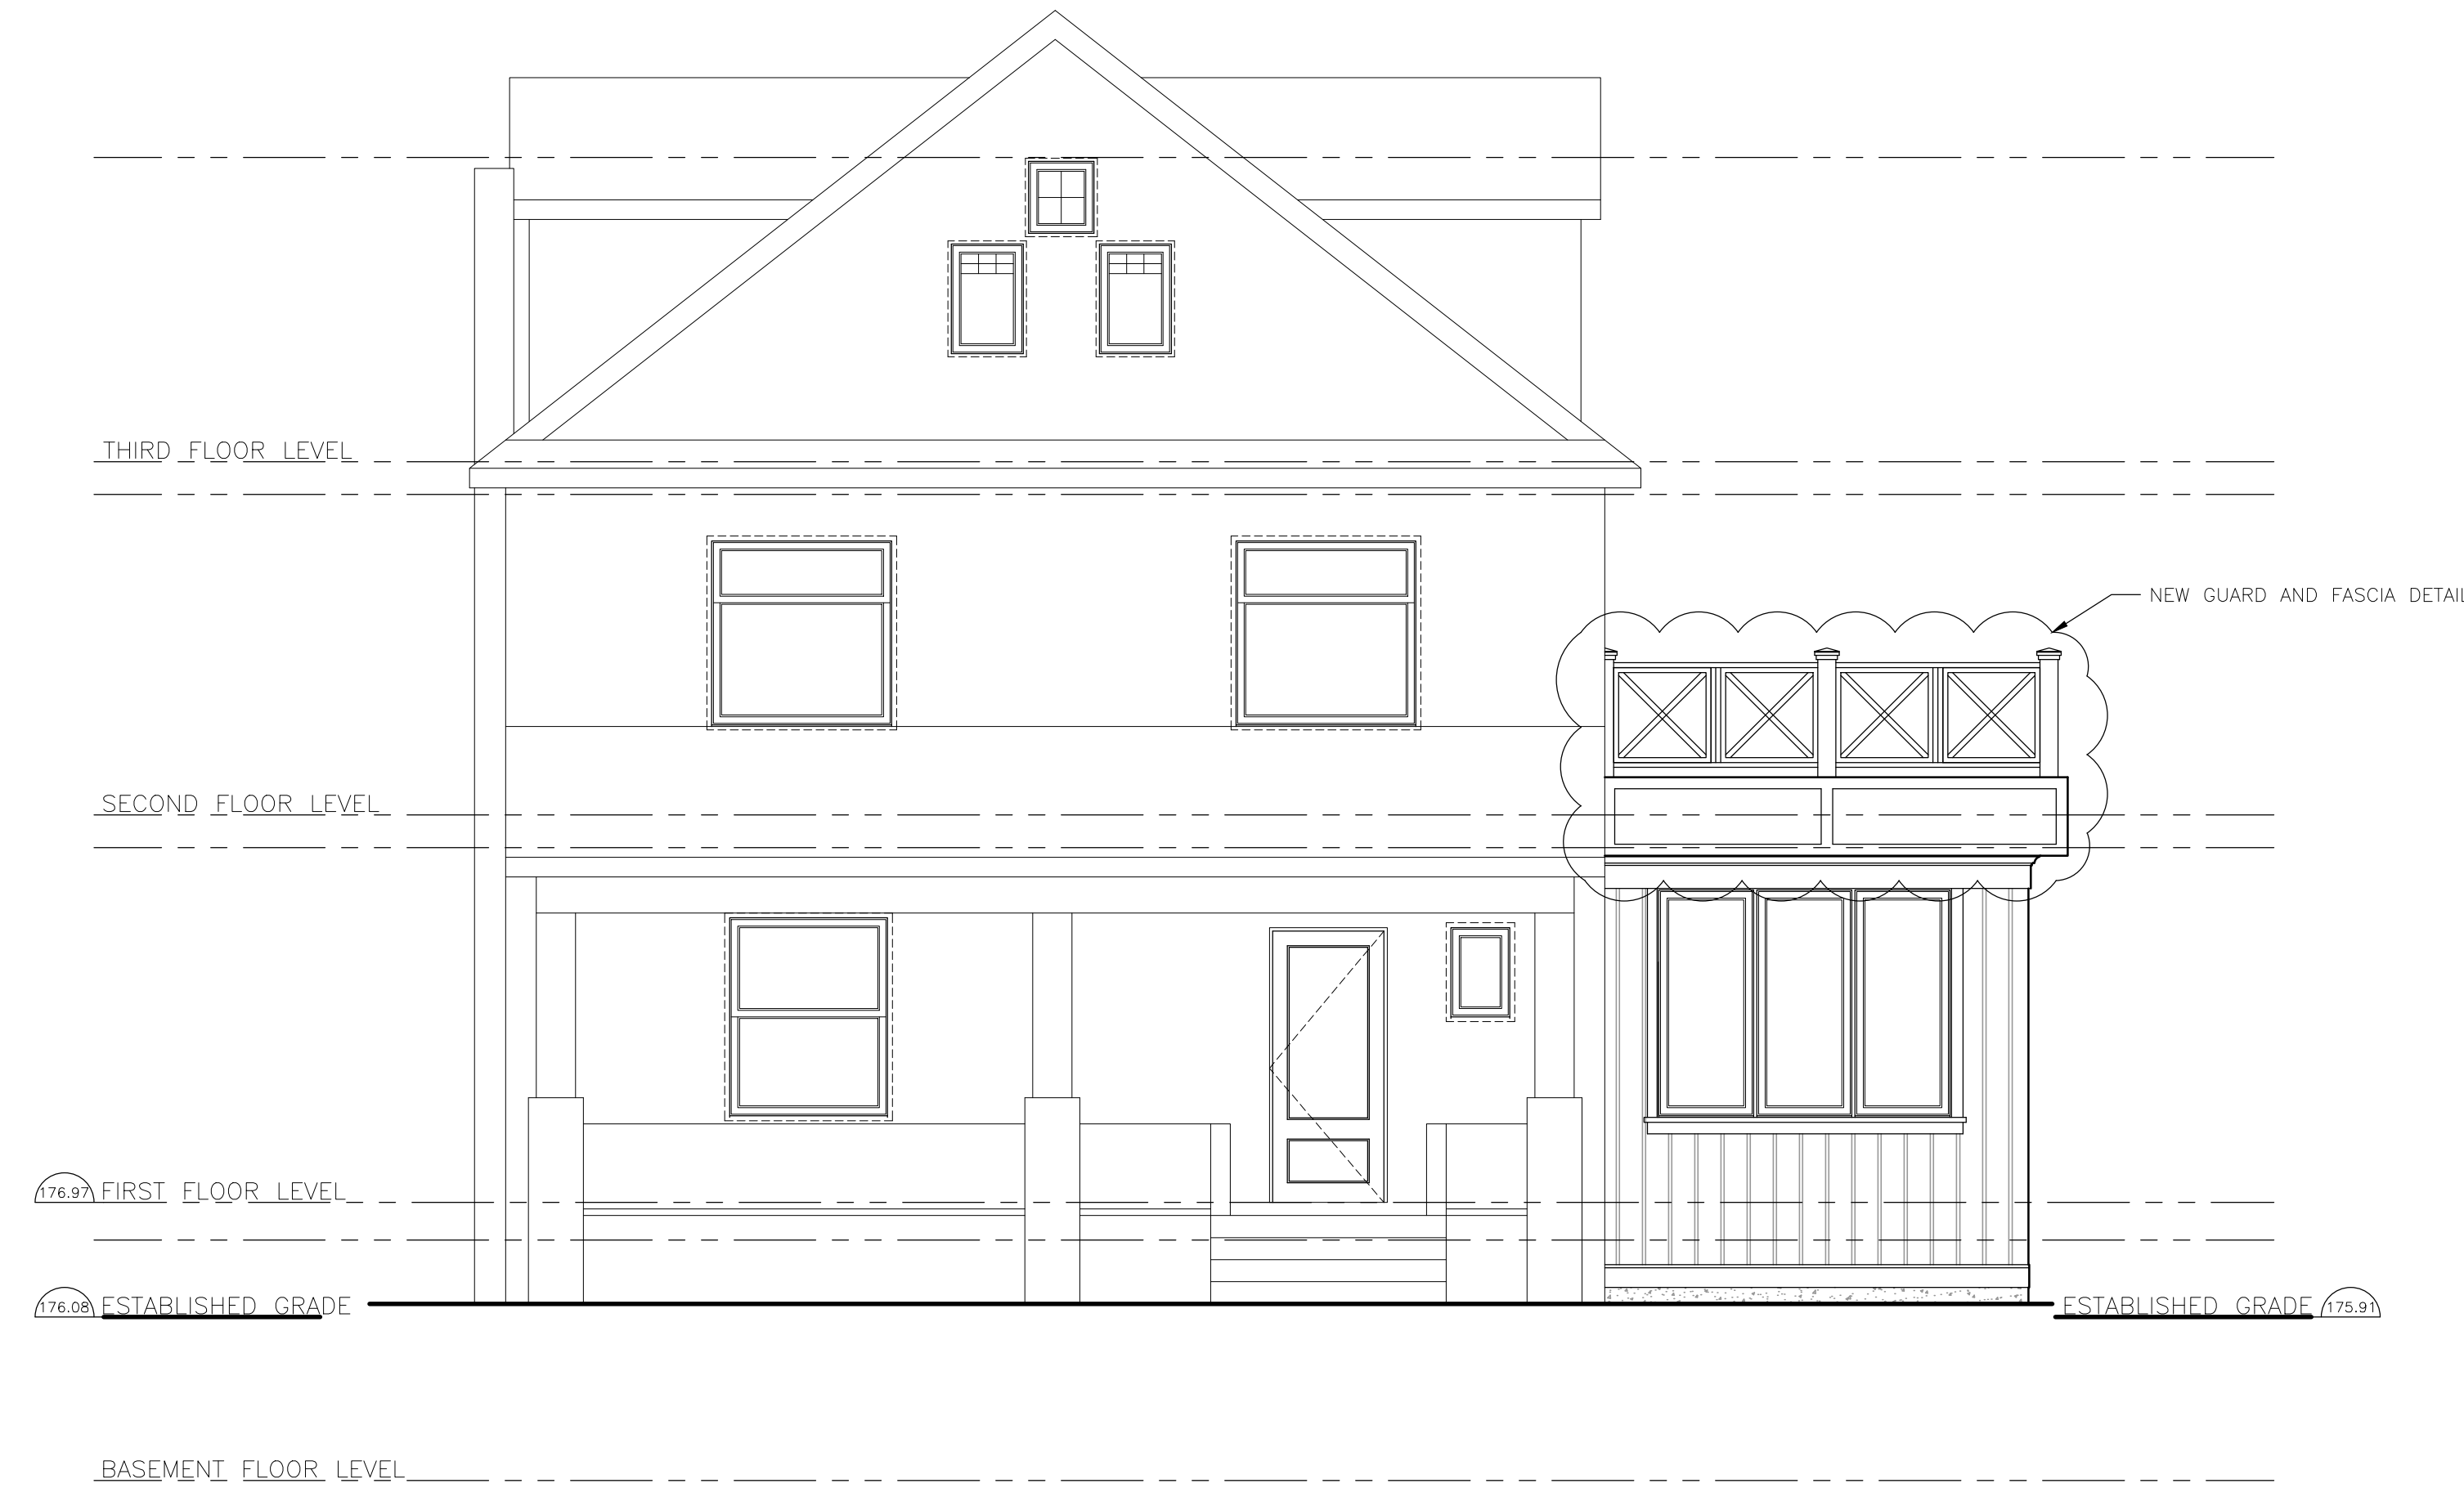 THIRD FLOOR LEVEL
NEW GUARD AND FASCIA DETAIL
SECOND FLOOR LEVEL
176.97 FIRST FLOOR LEVEL
176.08 ESTABLISHED GRADE
ESTABLISHED GRADE 175.91
BASEMENT FLOOR LEVEL